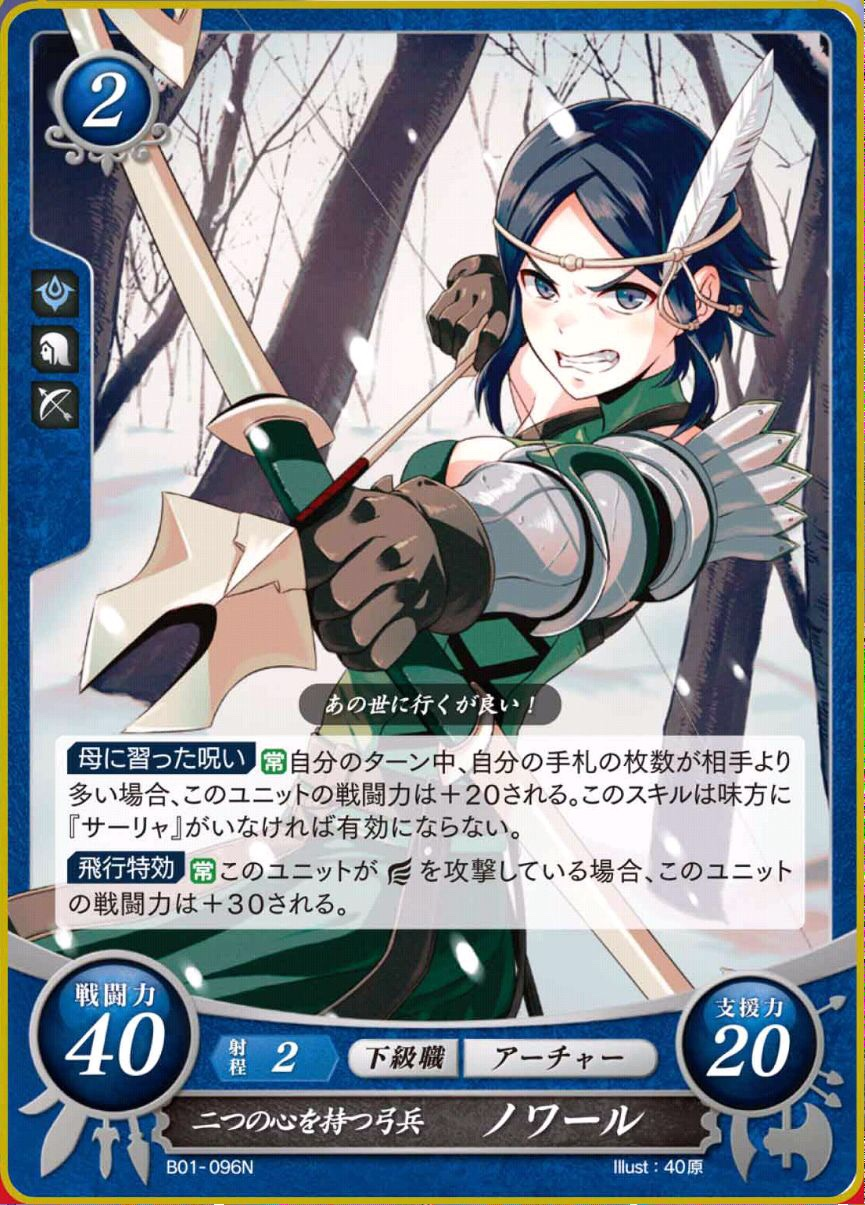 2
あの世に行くが良い！
母に習った呪い 常 自分のターン中、自分の手札の枚数が相手より
多い場合、このユニットの戦闘力は＋20される。このスキルは味方に
『サーリャ』がいなければ有効にならない。
飛行特効 常 このユニットが を攻撃している場合、このユニット
の戦闘力は＋30される。
戦闘力
40
射程 2 下級職 アーチャー
支援力
20
二つの心を持つ弓兵 ノワール
B01-096N Illust：40原